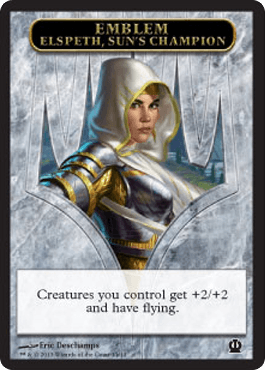 EMBLEM
ELSPETH, SUN'S CHAMPION
Creatures you control get +2/+2
and have flying.
Eric Deschamps